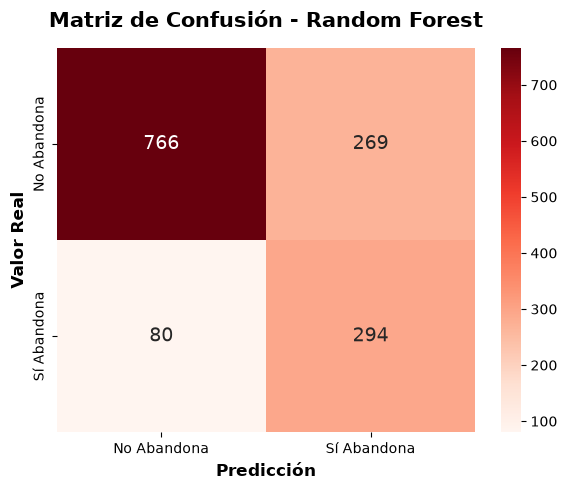 Matriz de Confusión - Random Forest
Valor Real
No Abandona
Sí Abandona
766
269
80
294
No Abandona
Sí Abandona
Predicción
700
600
500
400
300
200
100